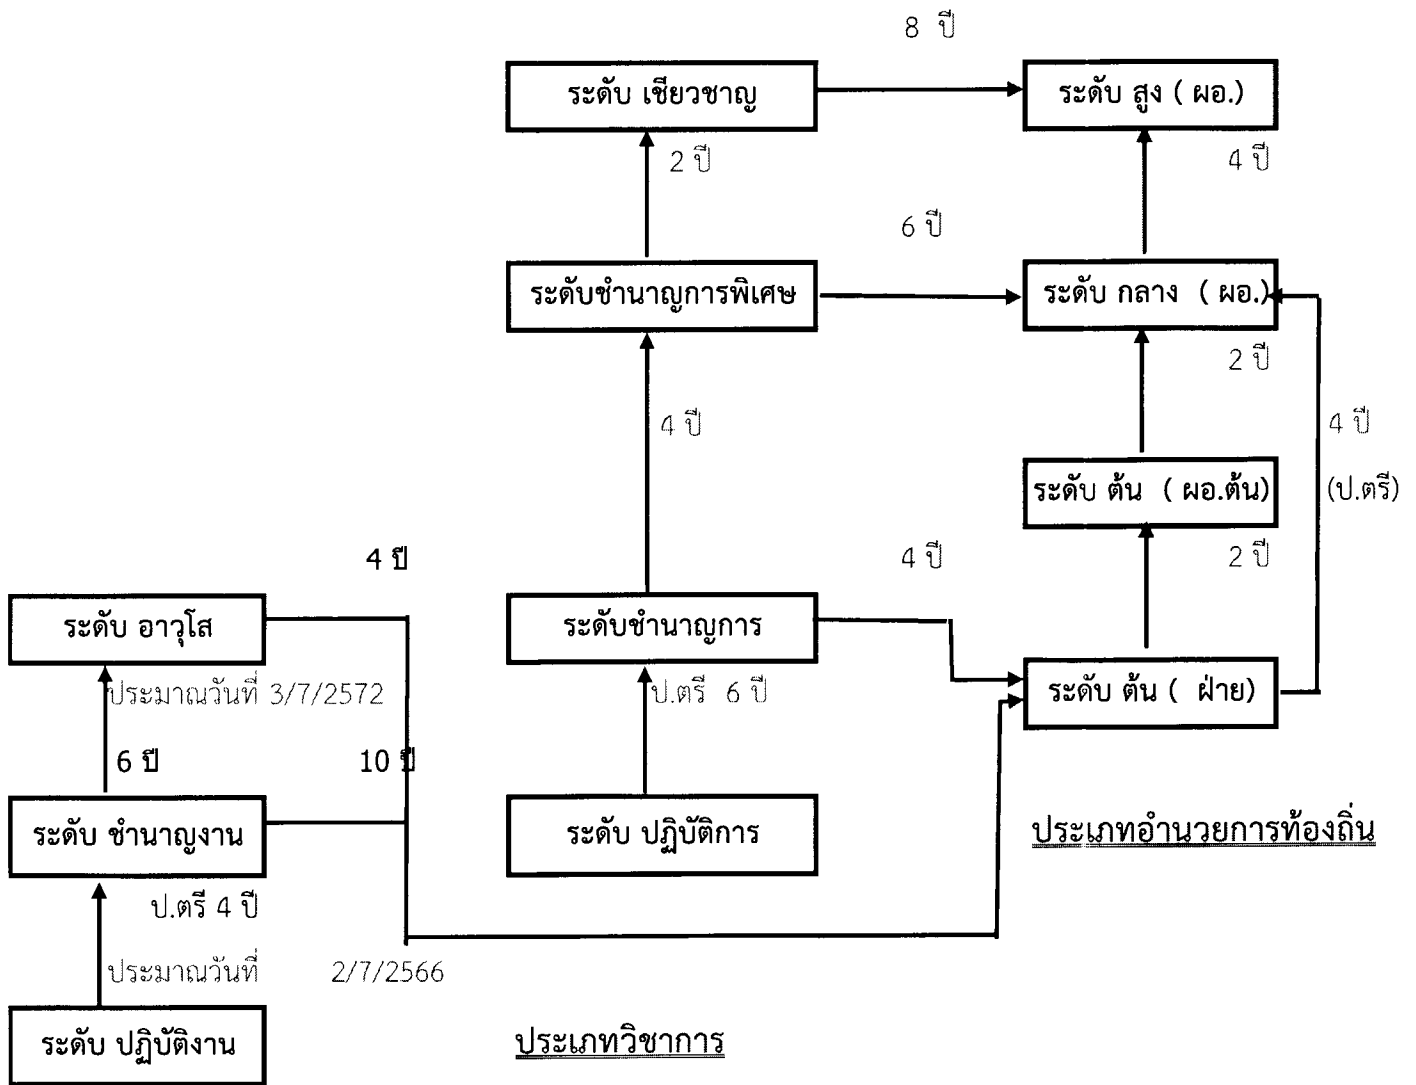 8 ปี
ระดับ เชียวชาญ
ระดับ สูง ( ผอ.)
2 ปี
4 ปี
6 ปี
ระดับชำนาญการพิเศษ
ระดับ กลาง ( ผอ.)
2 ปี
4 ปี
4 ปี
ระดับ ต้น ( ผอ.ต้น)
(ป.ตรี)
4 ปี
4 ปี
2 ปี
ระดับ อาวุโส
ระดับชำนาญการ
ประมาณวันที่ 3/7/2572
ป.ตรี 6 ปี
ระดับ ต้น ( ฝ่าย)
6 ปี
10 ปี
ระดับ ชำนาญงาน
ระดับ ปฏิบัติการ
ประเภทอำนวยการท้องถิ่น
ป.ตรี 4 ปี
ประมาณวันที่ 2/7/2566
ระดับ ปฏิบัติงาน
ประเภทวิชาการ